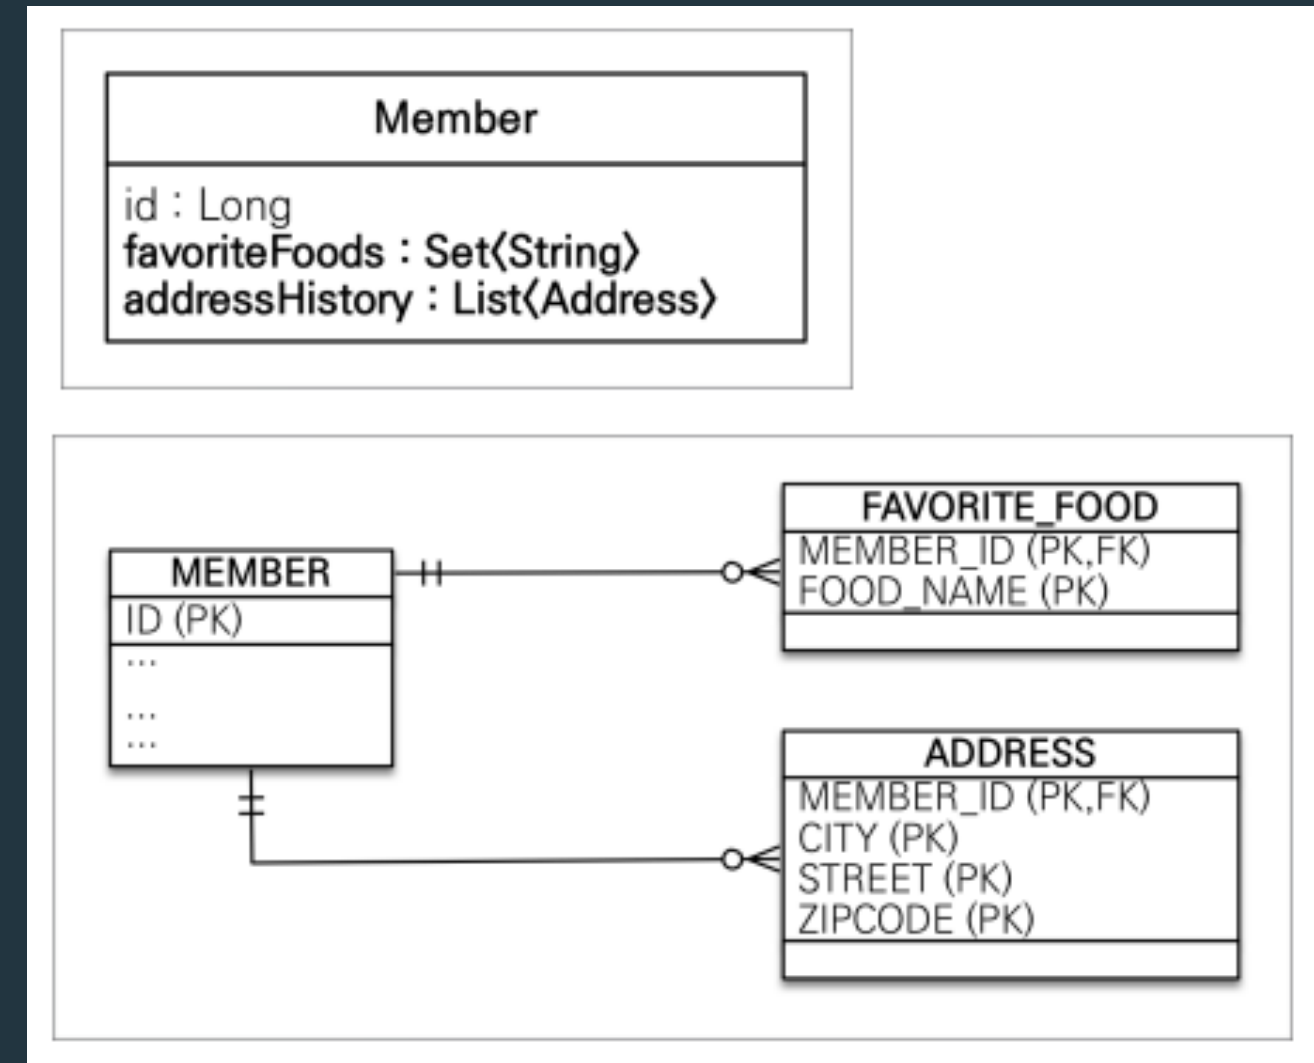 Member
id : Long
favoriteFoods : Set〈String〉
addressHistory : List〈Address〉
FAVORITE_FOOD
MEMBER_ID (PK,FK)
FOOD_NAME (PK)
MEMBER
ID (PK)
...
...
...
ADDRESS
MEMBER_ID (PK,FK)
CITY (PK)
STREET (PK)
ZIPCODE (PK)